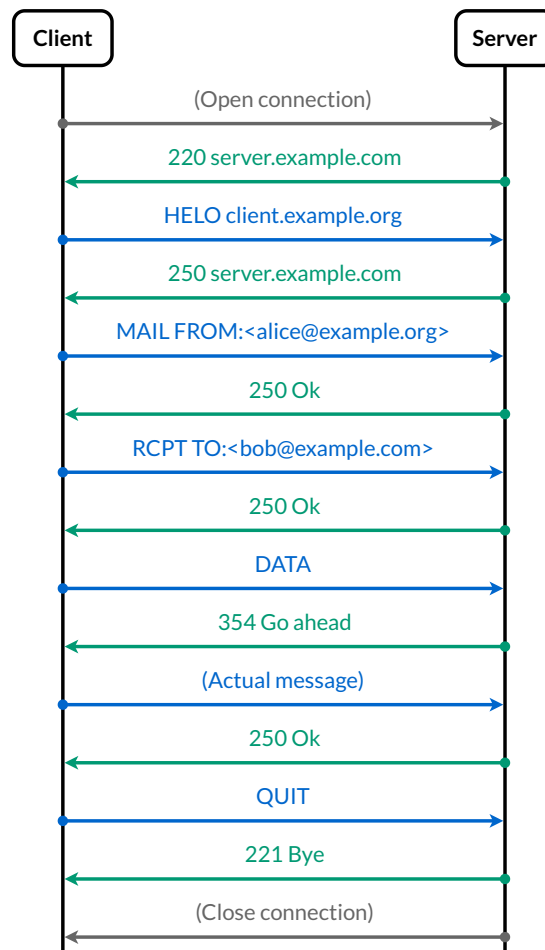 Client
Server
(Open connection)
220 server.example.com
HELO client.example.org
250 server.example.com
MAIL FROM:<alice@example.org>
250 Ok
RCPT TO:<bob@example.com>
250 Ok
DATA
354 Go ahead
(Actual message)
250 Ok
QUIT
221 Bye
(Close connection)